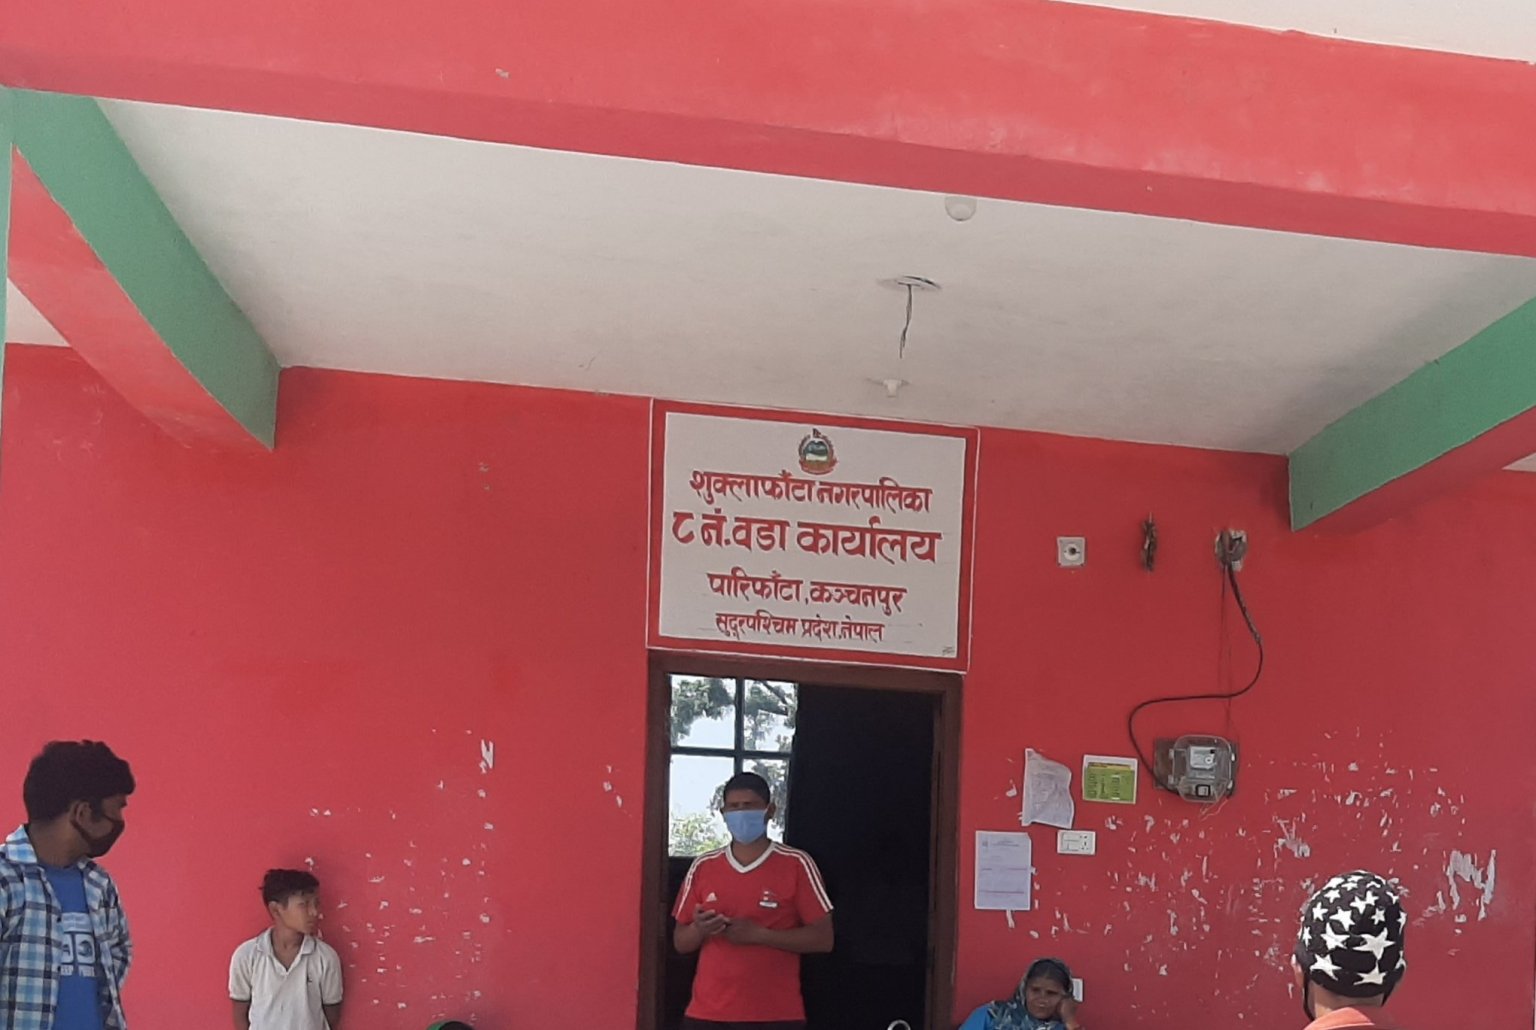 शुक्लाफाँटा नगरपालिका
८ नं.वडा कार्यालय
पारिफाँटा, कञ्चनपुर
सुदूरपश्चिम प्रदेश, नेपाल